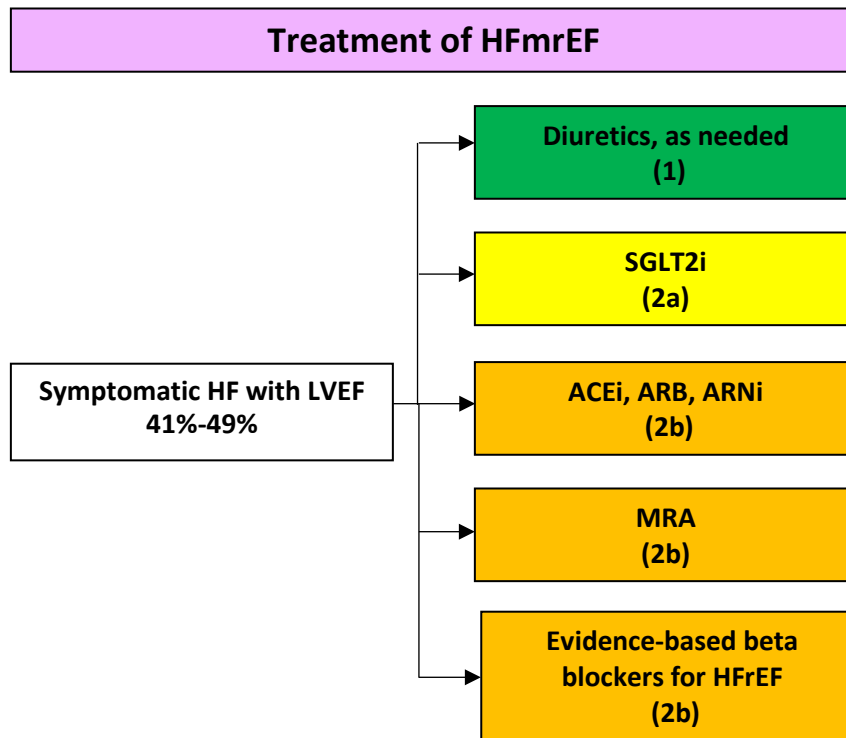 Treatment of HFmrEF
Diuretics, as needed
(1)
SGLT2i
(2a)
Symptomatic HF with LVEF
41%-49%
ACEi, ARB, ARNi
(2b)
MRA
(2b)
Evidence-based beta
blockers for HFrEF
(2b)